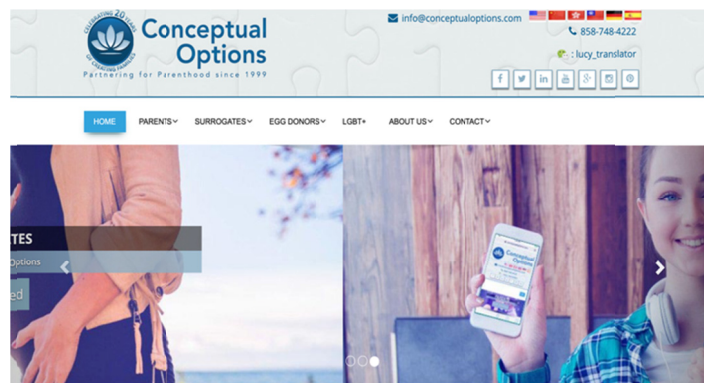 CELEBRATING 20 YEARS
OF CREATING FAMILIES
Conceptual
Options
Partnering for Parenthood since 1999
info@conceptualoptions.com
858-748-4222
: lucy_translator
HOME
PARENTS
SURROGATES
EGG DONORS
LGBT+
ABOUT US
CONTACT
TES
Options
ed
Conceptual
Options